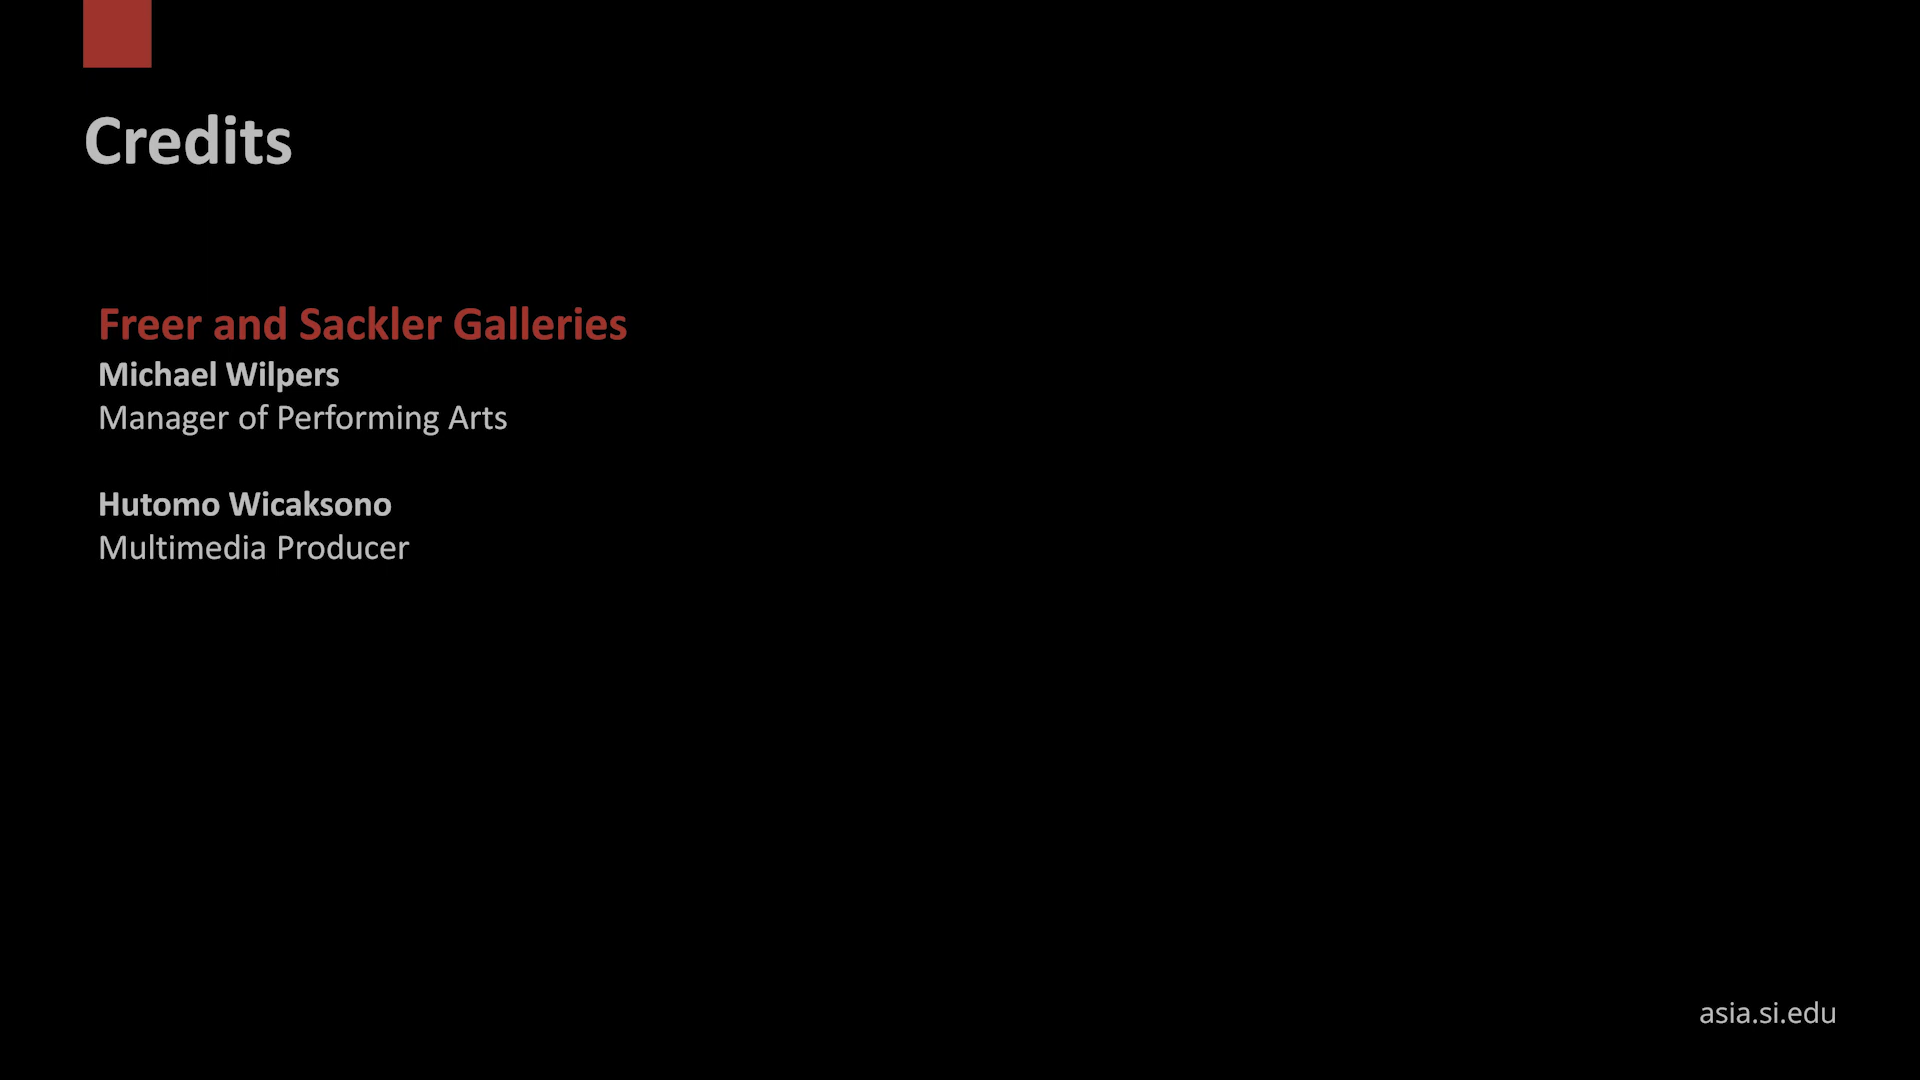 Credits
Freer and Sackler Galleries
Michael Wilpers
Manager of Performing Arts
Hutomo Wicaksono
Multimedia Producer
asia.si.edu